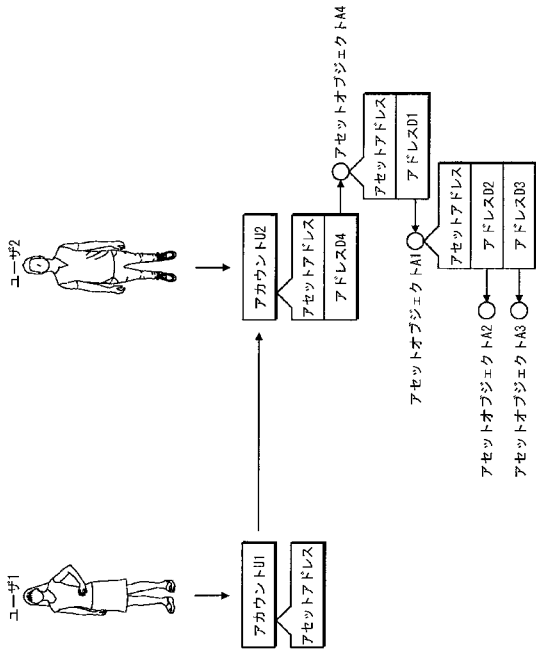 ユーザ1
ユーザ2
アカウントU1
アセットアドレス
アカウントU2
アセットアドレス
アドレスD4
アセットオブジェクトA4
アセットアドレス
アドレスD1
アセットオブジェクトA1
アセットアドレス
アドレスD2
アドレスD3
アセットオブジェクトA2
アセットオブジェクトA3